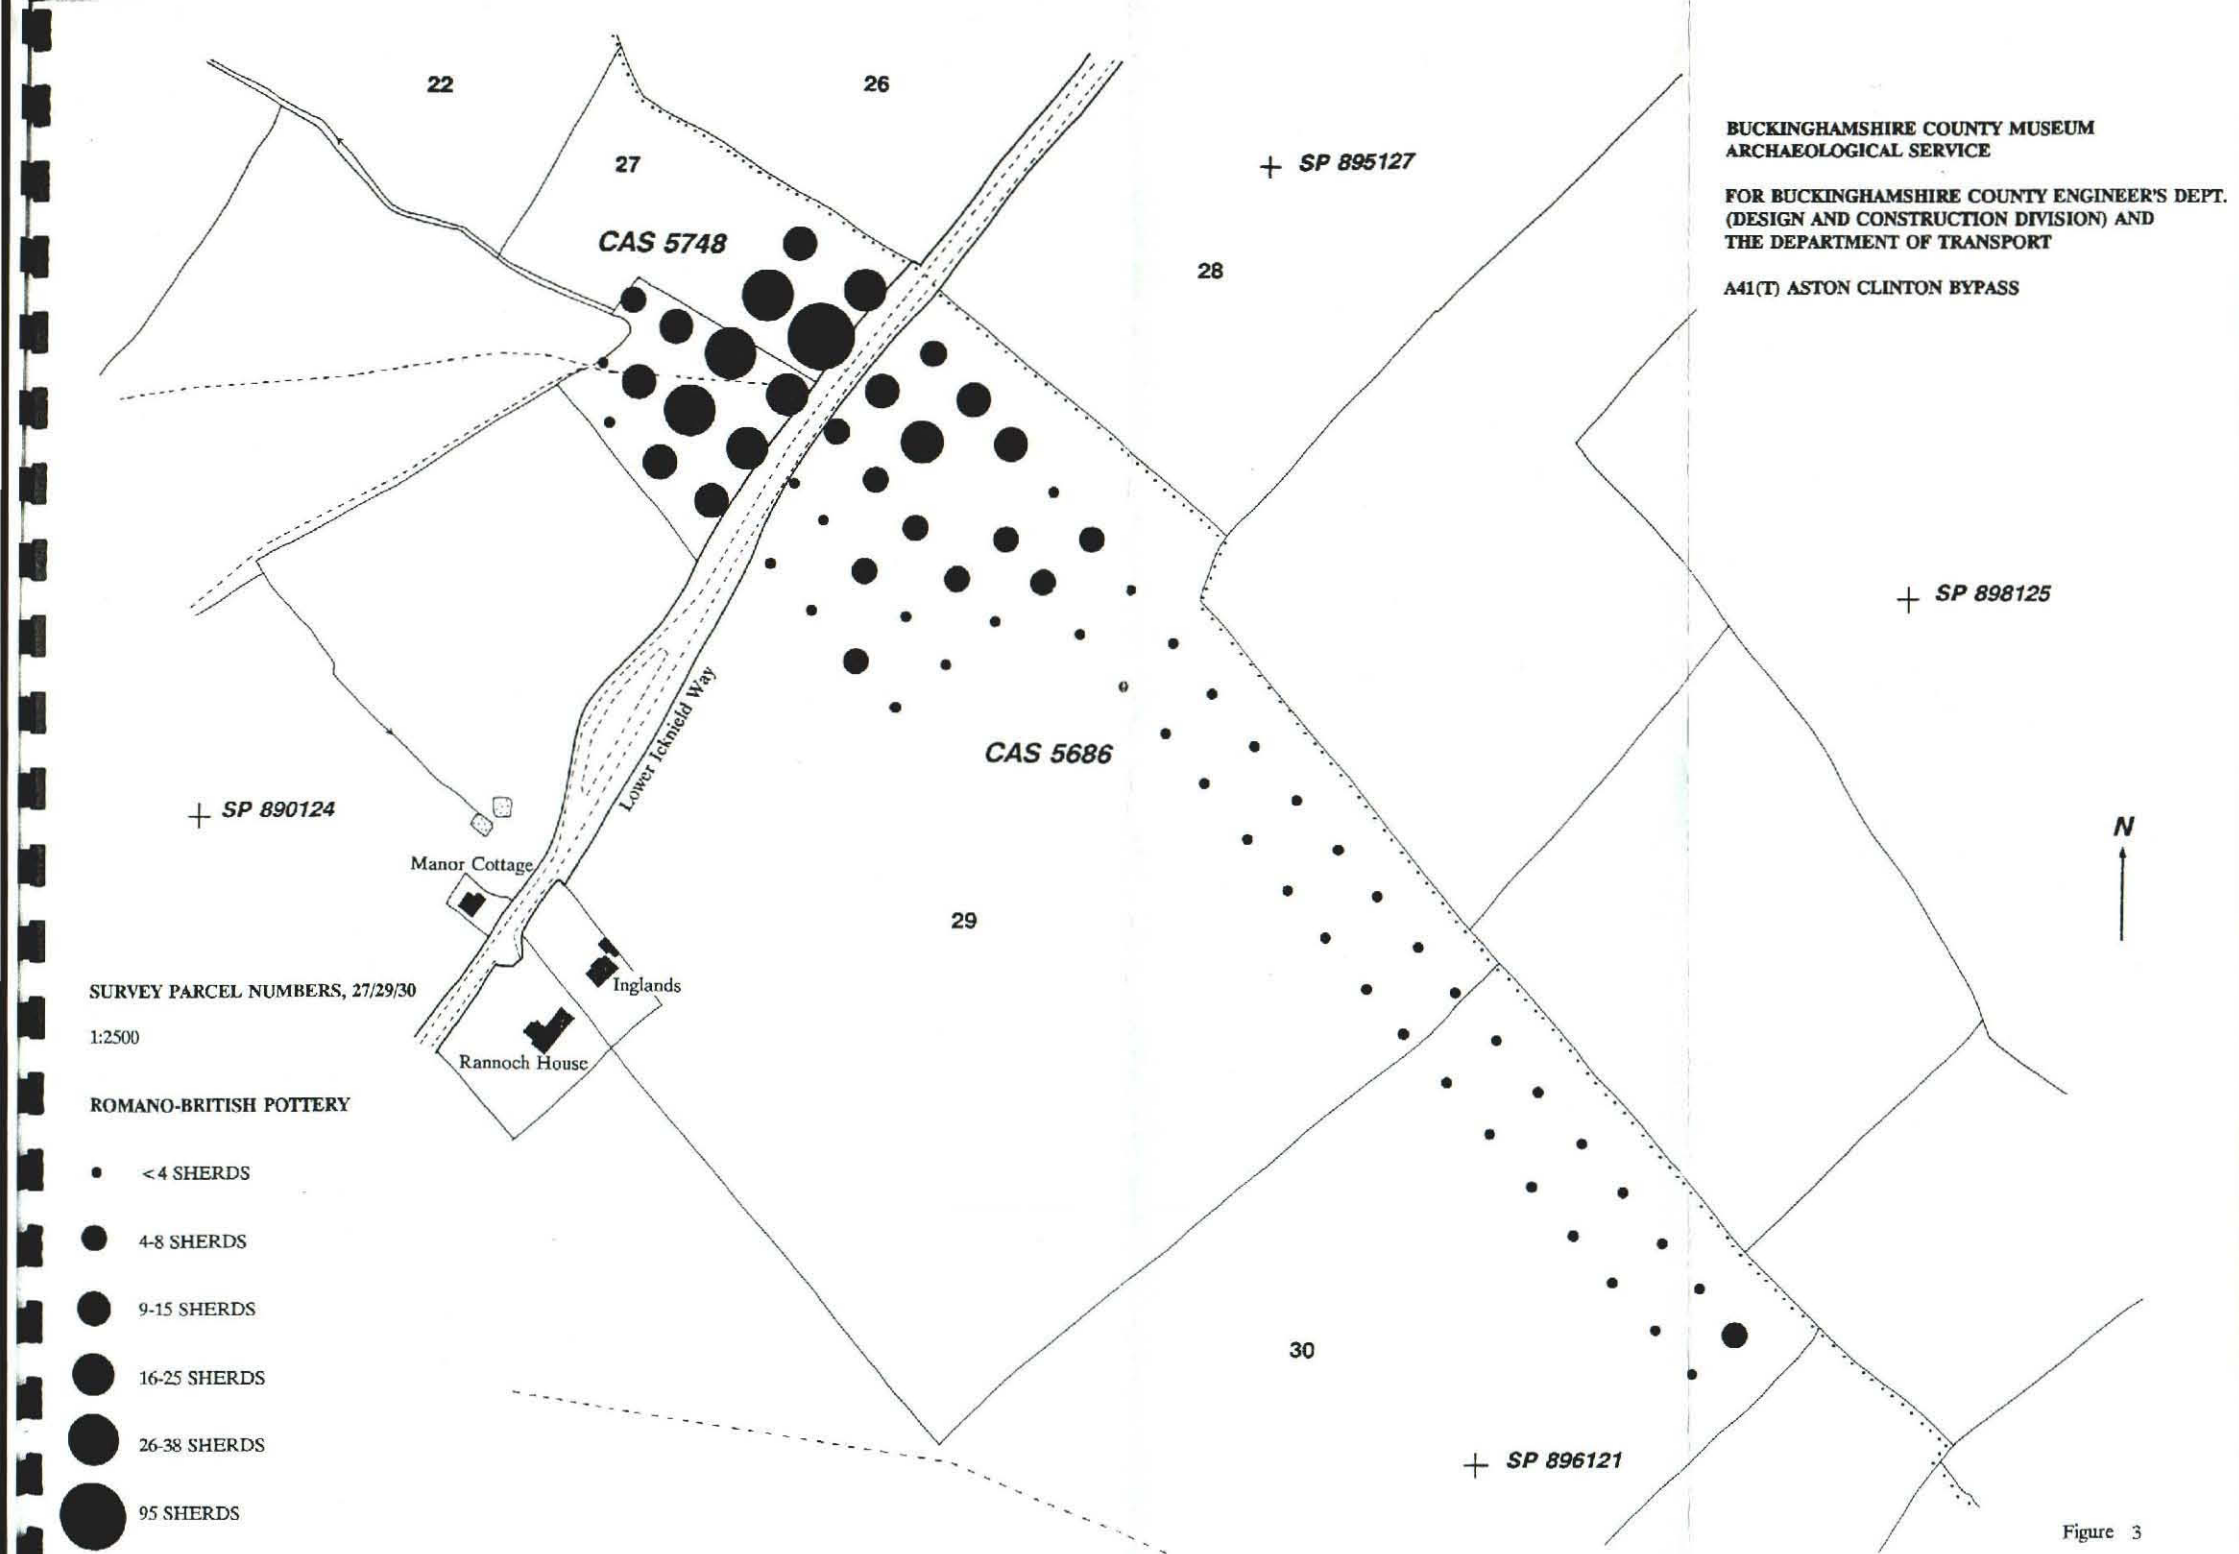 22
26
27
CAS 5748
SP 895127
28
BUCKINGHAMSHIRE COUNTY MUSEUM
ARCHAEOLOGICAL SERVICE
FOR BUCKINGHAMSHIRE COUNTY ENGINEER'S DEPT.
(DESIGN AND CONSTRUCTION DIVISION) AND
THE DEPARTMENT OF TRANSPORT
A41(T) ASTON CLINTON BYPASS
SP 898125
Lower Icknield Way
CAS 5686
SP 890124
N
Manor Cottage
29
Inglands
Rannoch House
SURVEY PARCEL NUMBERS, 27/29/30
1:2500
ROMANO-BRITISH POTTERY
<4 SHERDS
4-8 SHERDS
9-15 SHERDS
16-25 SHERDS
26-38 SHERDS
95 SHERDS
30
SP 896121
Figure 3